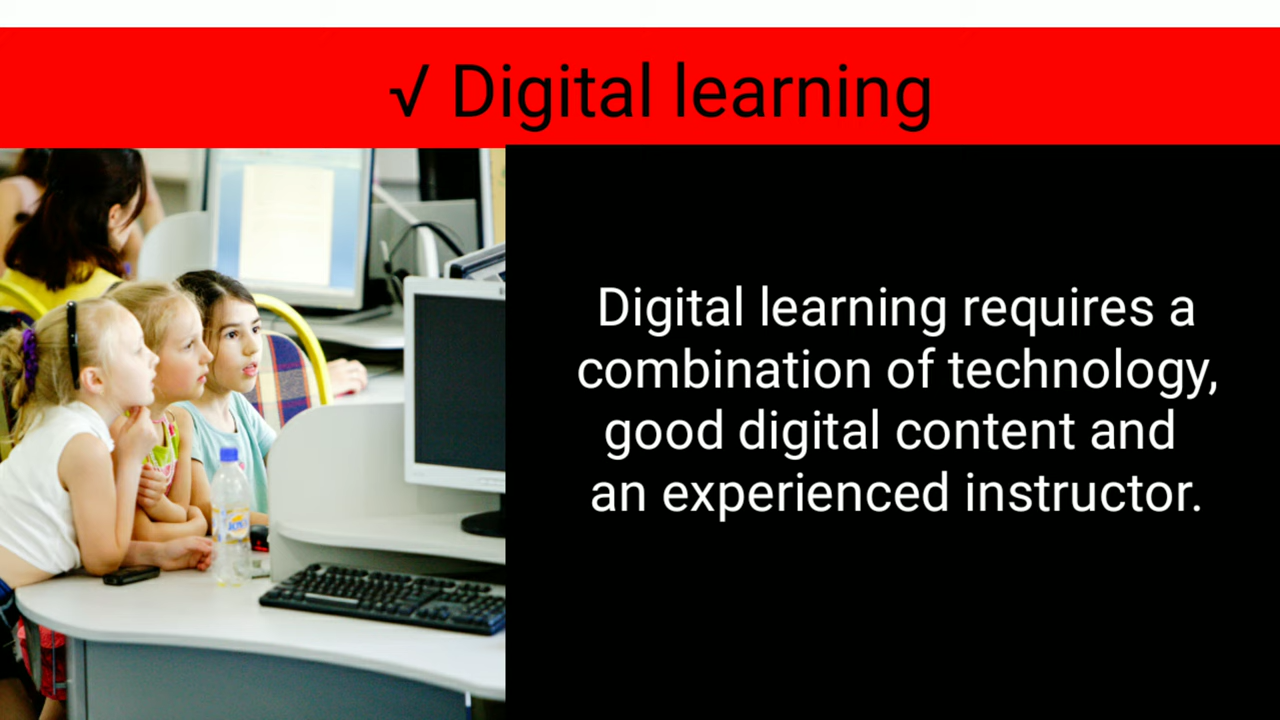 √ Digital learning
Digital learning requires a
combination of technology,
good digital content and
an experienced instructor.